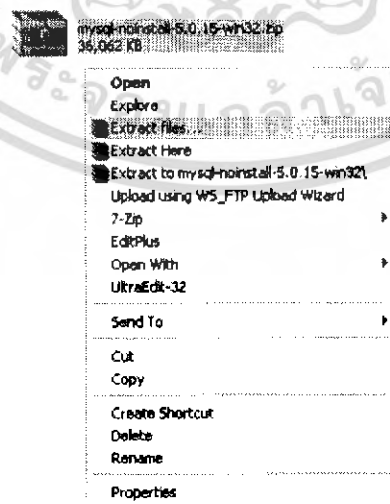 mysql-noinstall-5.0.15-win32.zip
36,062 KB
Open
Explore
Extract files...
Extract Here
Extract to mysql-noinstall-5.0.15-win32\
Upload using WS_FTP Upload Wizard
7-Zip
EditPlus
Open With
UltraEdit-32
Send To
Cut
Copy
Create Shortcut
Delete
Rename
Properties